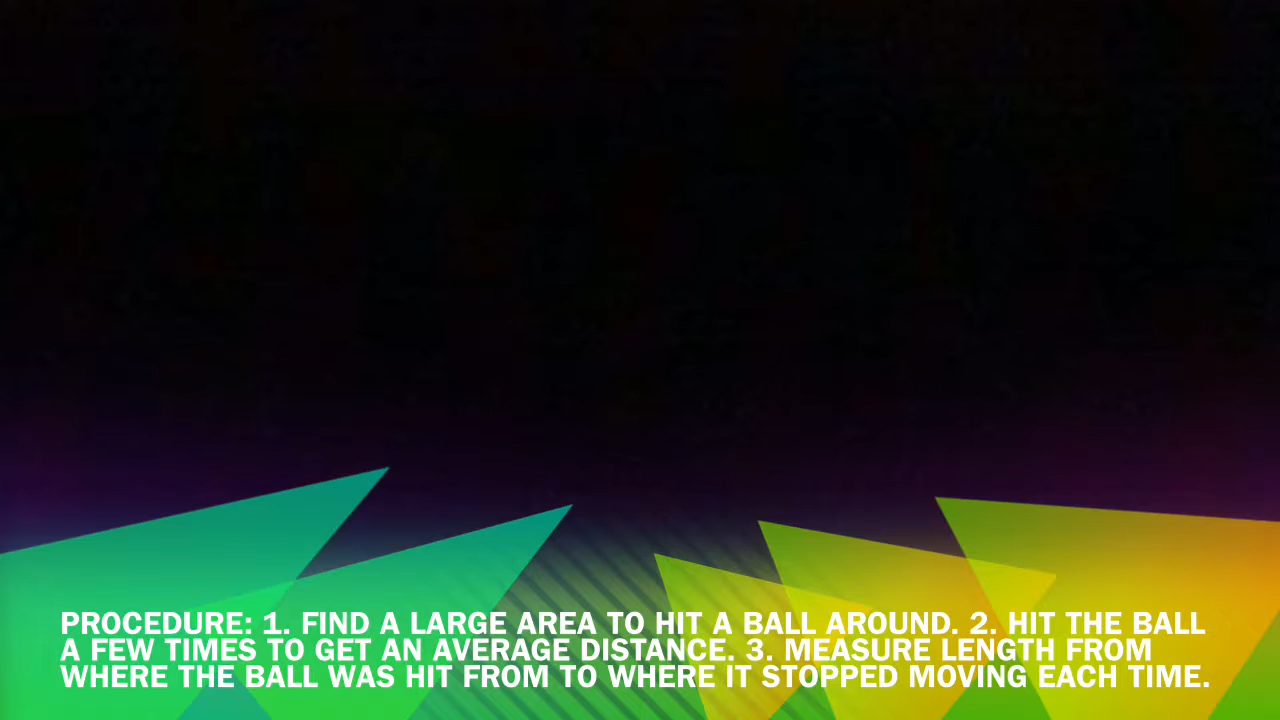 PROCEDURE: 1. FIND A LARGE AREA TO HIT A BALL AROUND. 2. HIT THE BALL
A FEW TIMES TO GET AN AVERAGE DISTANCE. 3. MEASURE LENGTH FROM
WHERE THE BALL WAS HIT FROM TO WHERE IT STOPPED MOVING EACH TIME.